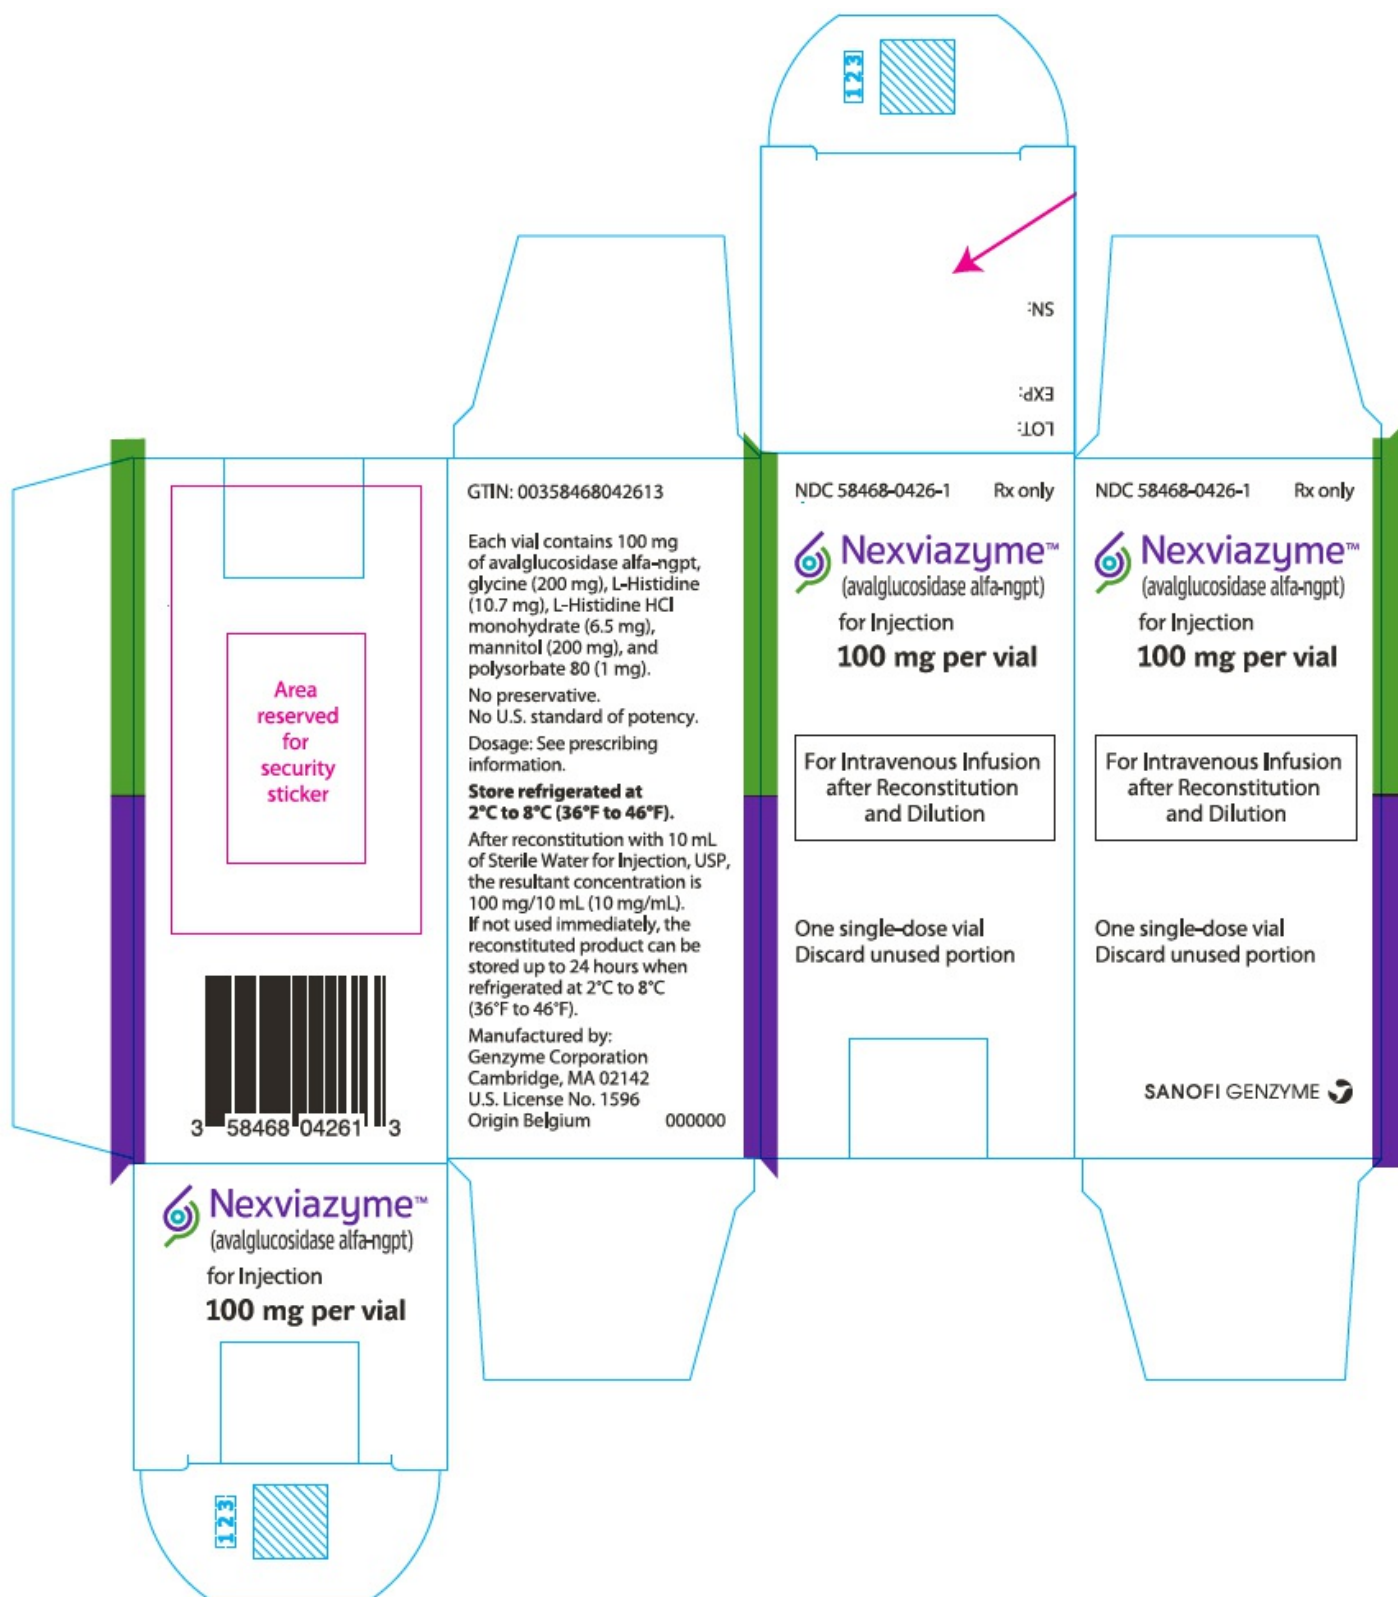 123
SN:
EXP:
LOT:
Area
reserved
for
security
sticker
3 58468 04261 3
GTIN: 00358468042613
Each vial contains 100 mg
of avalglucosidase alfa-ngpt,
glycine (200 mg), L-Histidine
(10.7 mg), L-Histidine HCl
monohydrate (6.5 mg),
mannitol (200 mg), and
polysorbate 80 (1 mg).
No preservative.
No U.S. standard of potency.
Dosage: See prescribing
information.
Store refrigerated at
2°C to 8°C (36°F to 46°F).
After reconstitution with 10 mL
of Sterile Water for Injection, USP,
the resultant concentration is
100 mg/10 mL (10 mg/mL).
If not used immediately, the
reconstituted product can be
stored up to 24 hours when
refrigerated at 2°C to 8°C
(36°F to 46°F).
Manufactured by:
Genzyme Corporation
Cambridge, MA 02142
U.S. License No. 1596
Origin Belgium 000000
NDC 58468-0426-1 Rx only
Nexviazyme™
(avalglucosidase alfa-ngpt)
for Injection
100 mg per vial
For Intravenous Infusion
after Reconstitution
and Dilution
One single-dose vial
Discard unused portion
NDC 58468-0426-1 Rx only
Nexviazyme™
(avalglucosidase alfa-ngpt)
for Injection
100 mg per vial
For Intravenous Infusion
after Reconstitution
and Dilution
One single-dose vial
Discard unused portion
SANOFI GENZYME
Nexviazyme™
(avalglucosidase alfa-ngpt)
for Injection
100 mg per vial
123